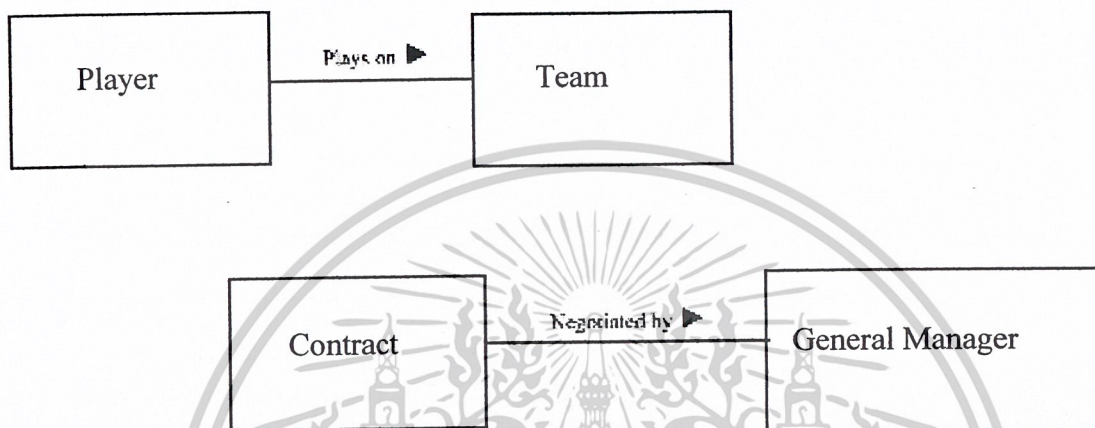 Plays on ▶
Player
Team
Negotiated by ▶
Contract
General Manager